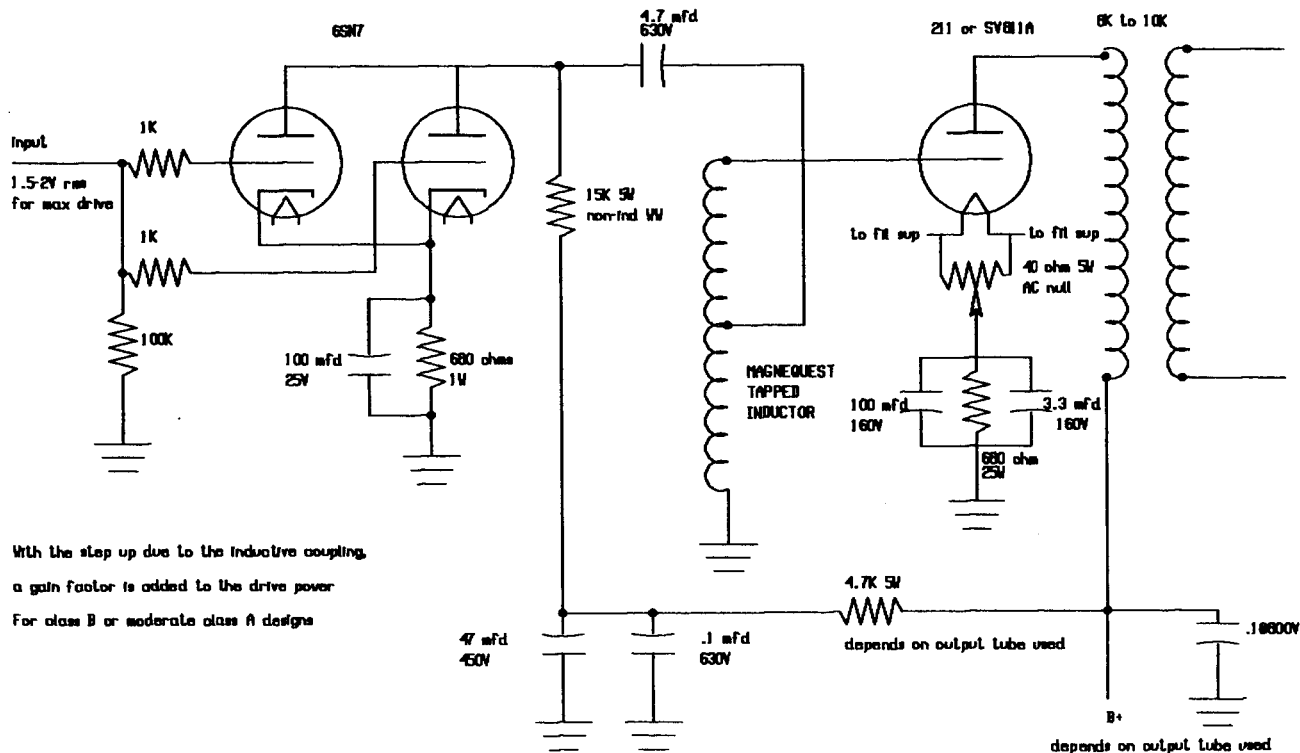 6SN7
4.7 mfd
630V
211 or SV811A
8K to 10K
1K
input
1.5-2V rms
for max drive
15K 5W
non-ind WW
to fil sup
to fil sup
1K
40 ohm 5W
AC null
100K
100 mfd
25V
680 ohms
1W
MAGNEQUEST
TAPPED
INDUCTOR
100 mfd
160V
3.3 mfd
160V
680 ohm
25W
With the step up due to the inductive coupling,
a gain factor is added to the drive power
For class B or moderate class A designs
4.7K 5W
47 mfd
450V
.1 mfd
630V
depends on output tube used
B+
depends on output tube used